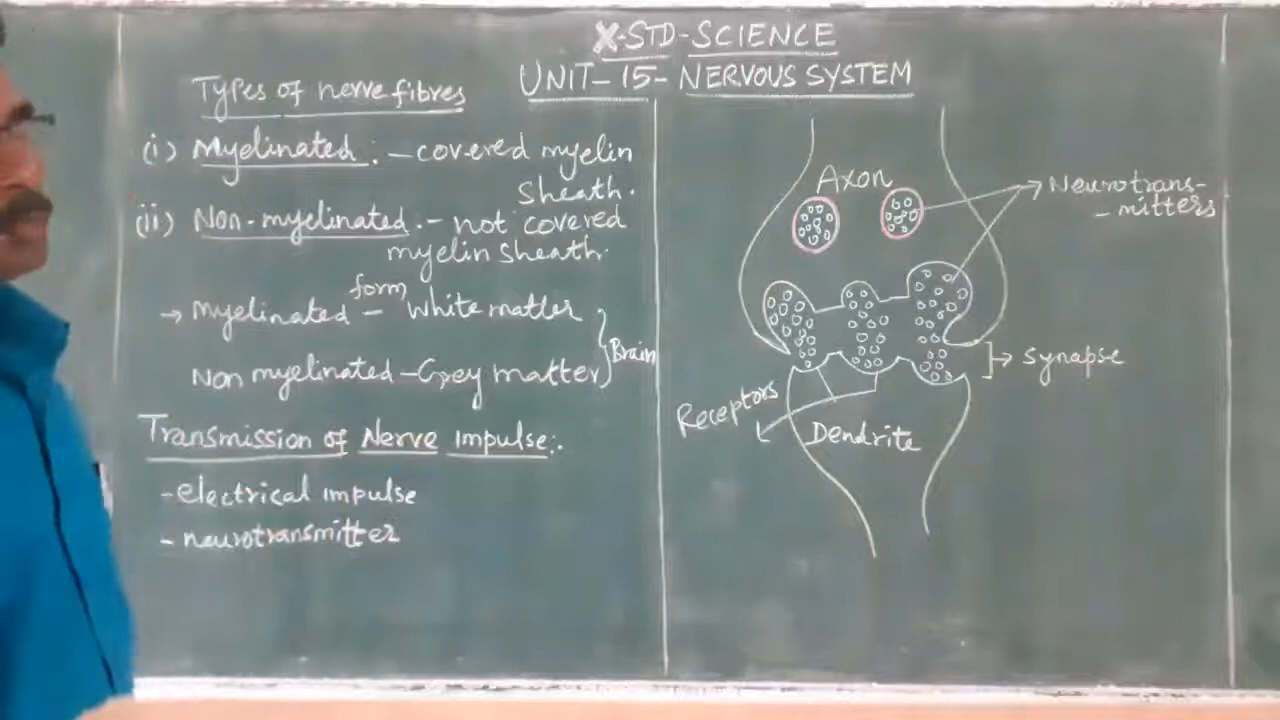 X-STD-SCIENCE
UNIT-15-NERVOUS SYSTEM
Types of nerve fibres
(i) Myelinated: - covered myelin
Sheath.
(ii) Non-myelinated:- not covered
myelin sheath.
form
→ Myelinated - White matter
Non myelinated - Grey matter
Brain
Transmission of Nerve Impulse:.
- electrical impulse
- neurotransmitter
Axon
Neurotrans-
- mitters
Synapse
Receptors
Dendrite